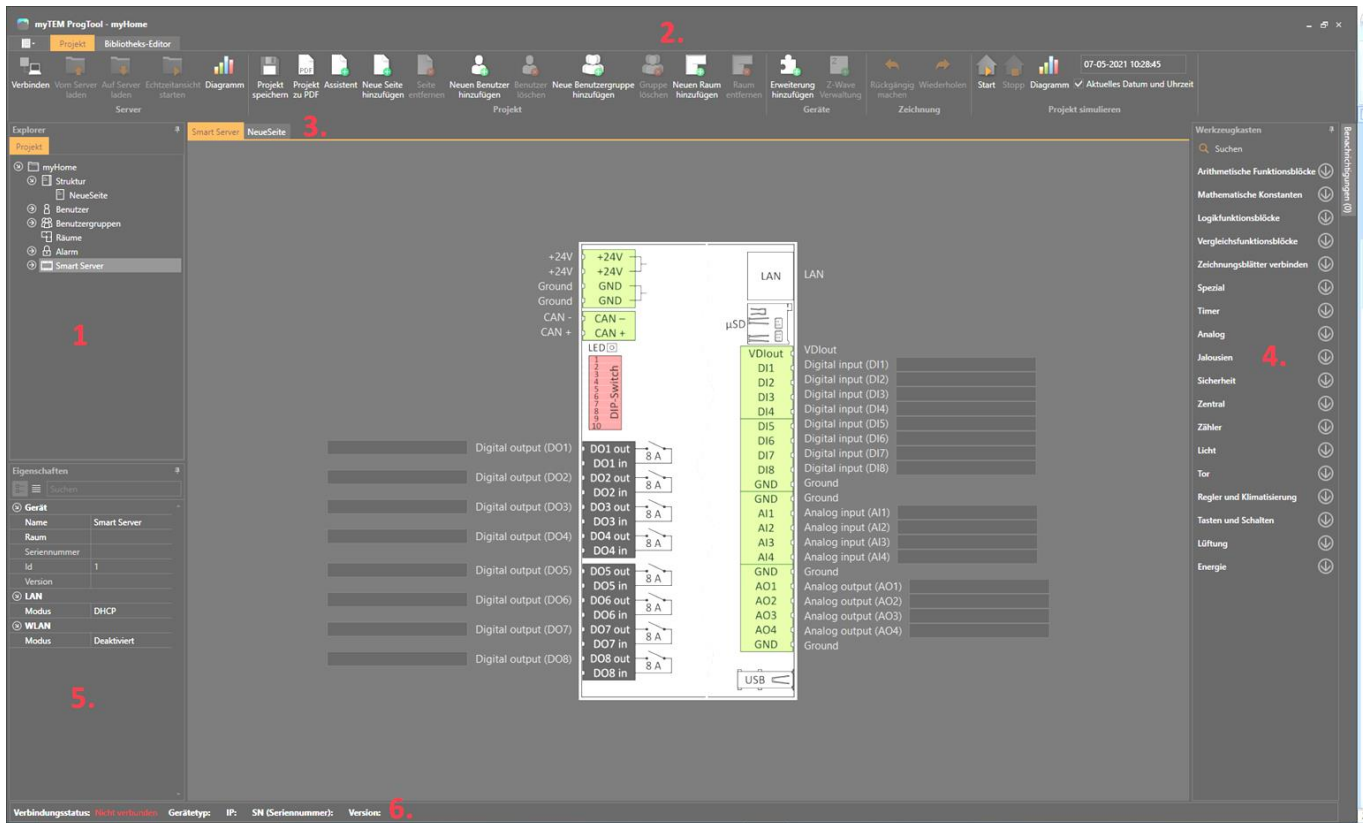 myTEM ProgTool - myHome
Projekt Bibliotheks-Editor
2.
Verbinden Vom Server laden Auf Server laden Echtzeitansicht starten Diagramm
Server
Projekt speichern Projekt zu PDF Assistent Neue Seite hinzufügen Seite entfernen Neuen Benutzer hinzufügen Benutzer löschen Neue Benutzergruppe hinzufügen Gruppe löschen Neuen Raum hinzufügen Raum entfernen
Projekt
Erweiterung hinzufügen Z-Wave Verwaltung
Geräte
Rückgängig machen Wiederholen
Zeichnung
Start Stopp Diagramm
07-05-2021 10:28:45
Aktuelles Datum und Uhrzeit
Projekt simulieren
Explorer
Projekt
myHome
Struktur
NeueSeite
Benutzer
Benutzergruppen
Räume
Alarm
Smart Server
1
Eigenschaften
Suchen
Gerät
Name Smart Server
Raum
Seriennummer
Id 1
Version
LAN
Modus DHCP
WLAN
Modus Deaktiviert
5.
Smart Server NeueSeite
3.
+24V +24V
+24V +24V
Ground GND
Ground GND
CAN - CAN –
CAN + CAN +
LED
1
2
3
4
5
6
7
8
9
10
DIP-Switch
Digital output (DO1) DO1 out
DO1 in
8 A
Digital output (DO2) DO2 out
DO2 in
8 A
Digital output (DO3) DO3 out
DO3 in
8 A
Digital output (DO4) DO4 out
DO4 in
8 A
Digital output (DO5) DO5 out
DO5 in
8 A
Digital output (DO6) DO6 out
DO6 in
8 A
Digital output (DO7) DO7 out
DO7 in
8 A
Digital output (DO8) DO8 out
DO8 in
8 A
LAN LAN
µSD
VDIout VDIout
DI1 Digital input (DI1)
DI2 Digital input (DI2)
DI3 Digital input (DI3)
DI4 Digital input (DI4)
DI5 Digital input (DI5)
DI6 Digital input (DI6)
DI7 Digital input (DI7)
DI8 Digital input (DI8)
GND Ground
GND Ground
AI1 Analog input (AI1)
AI2 Analog input (AI2)
AI3 Analog input (AI3)
AI4 Analog input (AI4)
GND Ground
AO1 Analog output (AO1)
AO2 Analog output (AO2)
AO3 Analog output (AO3)
AO4 Analog output (AO4)
GND Ground
USB
Werkzeugkasten
Suchen
Arithmetische Funktionsblöcke
Mathematische Konstanten
Logikfunktionsblöcke
Vergleichsfunktionsblöcke
Zeichnungsblätter verbinden
Spezial
Timer
Analog
Jalousien
4.
Sicherheit
Zentral
Zähler
Licht
Tor
Regler und Klimatisierung
Tasten und Schalten
Lüftung
Energie
Benachrichtigungen (0)
Verbindungsstatus: Nicht verbunden Gerätetyp: IP: SN (Seriennummer): Version:
6.